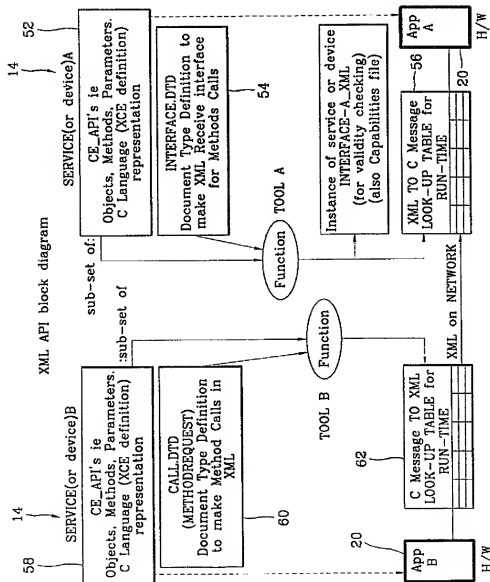 XML API block diagram
14
SERVICE(or device)B
58
CE_API's ie
Objects, Methods, Parameters.
C Language (XCE definition)
representation
:sub-set of
CALL.DTD
(METHODREQUEST)
Document Type Definition
to make Method Calls in
XML
60
Function
TOOL B
62
C Message TO XML
LOOK-UP TABLE for
RUN-TIME
20
App
B
H/W
XML on NETWORK
14
SERVICE(or device)A
52
CE_API's ie
Objects, Methods, Parameters.
C Language (XCE definition)
representation
sub-set of:
INTERFACE.DTD
Document Type Definition to
make XML Receive interface
for Methods Calls
54
Function
TOOL A
Instance of service or device
INTERFACE-A_XML
(for validity checking)
(also Capabilities file)
56
XML TO C Message
LOOK-UP TABLE for
RUN-TIME
20
App
A
H/W